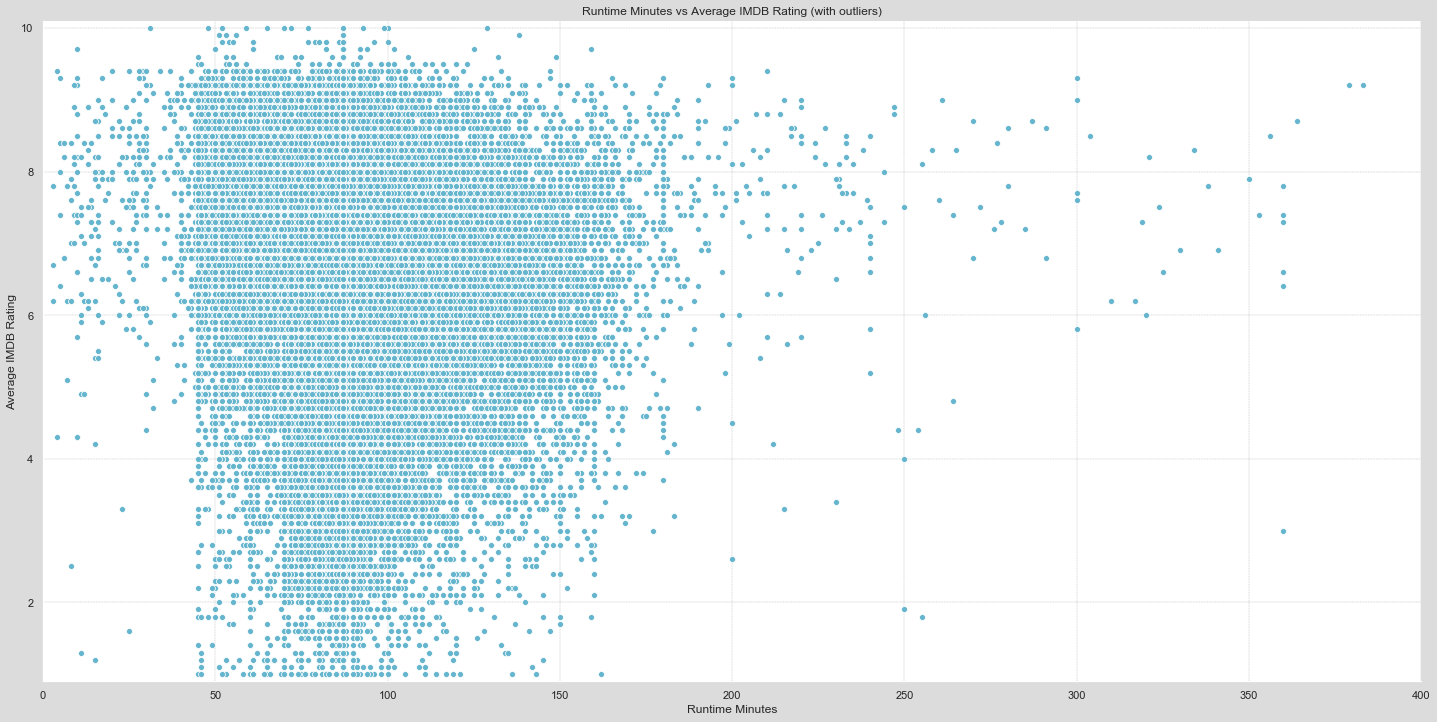 Runtime Minutes vs Average IMDB Rating (with outliers)
10
8
6
4
2
Average IMDB Rating
0 50 100 150 200 250 300 350 400
Runtime Minutes